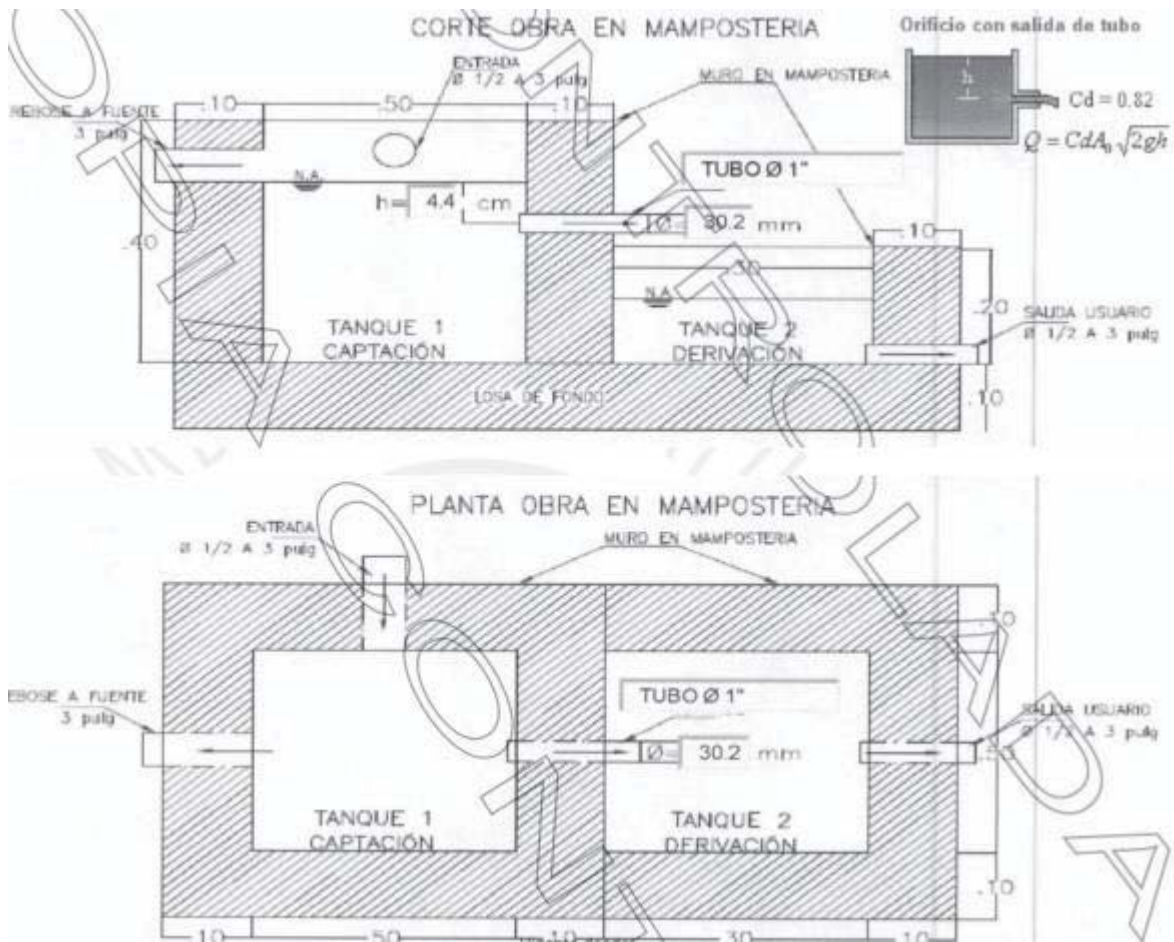 CORTE OBRA EN MAMPOSTERIA
Orificio con salida de tubo
ENTRADA
Ø 1/2 A 3 pulg
MURO EN MAMPOSTERIA
h
Cd = 0.82
Q = CdA₀√2gh
REBOSE A FUENTE
3 pulg
.10
.50
.10
N.A.
h= 4.4 cm
TUBO Ø 1"
Ø= 30.2 mm
.10
.40
.30
N.A.
.20
TANQUE 1
CAPTACIÓN
TANQUE 2
DERIVACIÓN
SALIDA USUARIO
Ø 1/2 A 3 pulg
LOSA DE FONDO
.10
PLANTA OBRA EN MAMPOSTERIA
ENTRADA
Ø 1/2 A 3 pulg
MURO EN MAMPOSTERIA
EBOSE A FUENTE
3 pulg
TUBO Ø 1"
Ø= 30.2 mm
SALIDA USUARIO
Ø 1/2 A 3 pulg
TANQUE 1
CAPTACIÓN
TANQUE 2
DERIVACIÓN
.10
.10
.50
.10
.30
.10